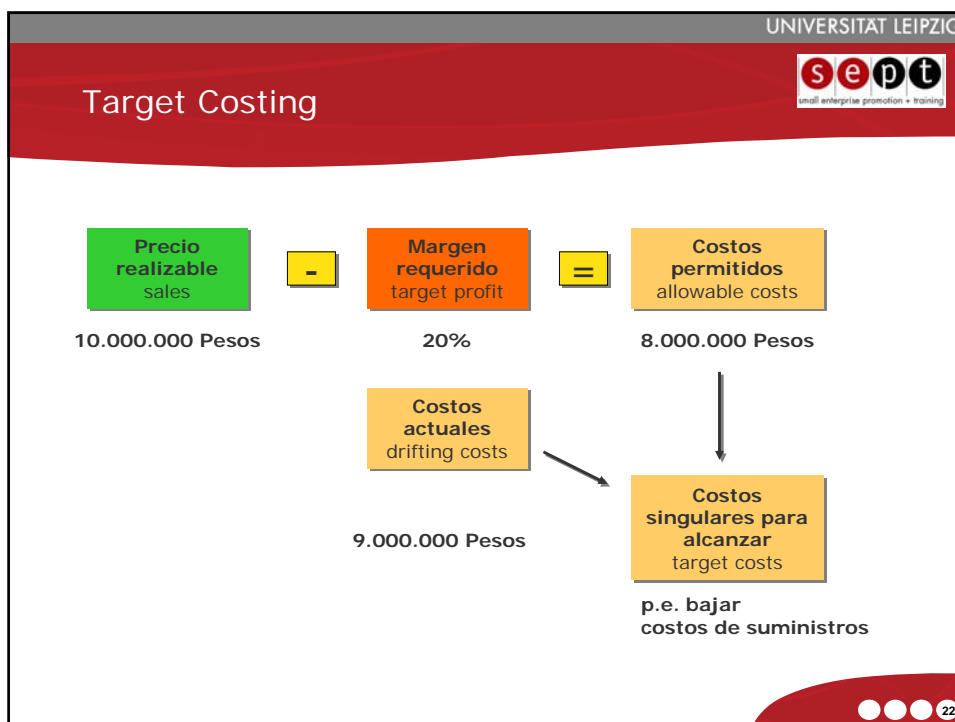 UNIVERSITÄT LEIPZIG
sept
small enterprise promotion + training
Target Costing
Precio
realizable
sales
-
Margen
requerido
target profit
=
Costos
permitidos
allowable costs
10.000.000 Pesos
20%
8.000.000 Pesos
Costos
actuales
drifting costs
9.000.000 Pesos
Costos
singulares para
alcanzar
target costs
p.e. bajar
costos de suministros
22